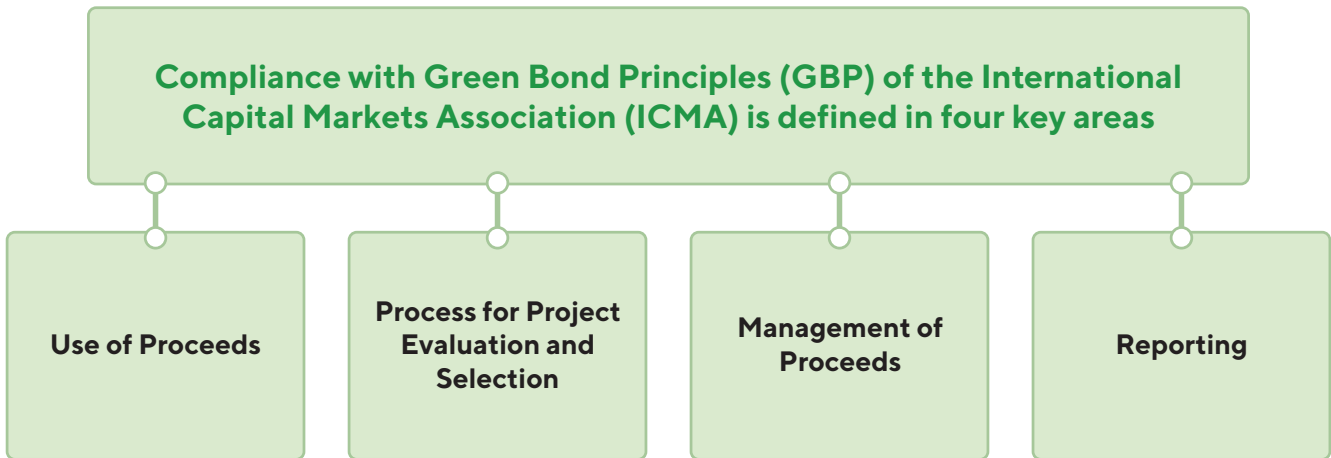 Compliance with Green Bond Principles (GBP) of the International
Capital Markets Association (ICMA) is defined in four key areas
Use of Proceeds
Process for Project
Evaluation and
Selection
Management of
Proceeds
Reporting